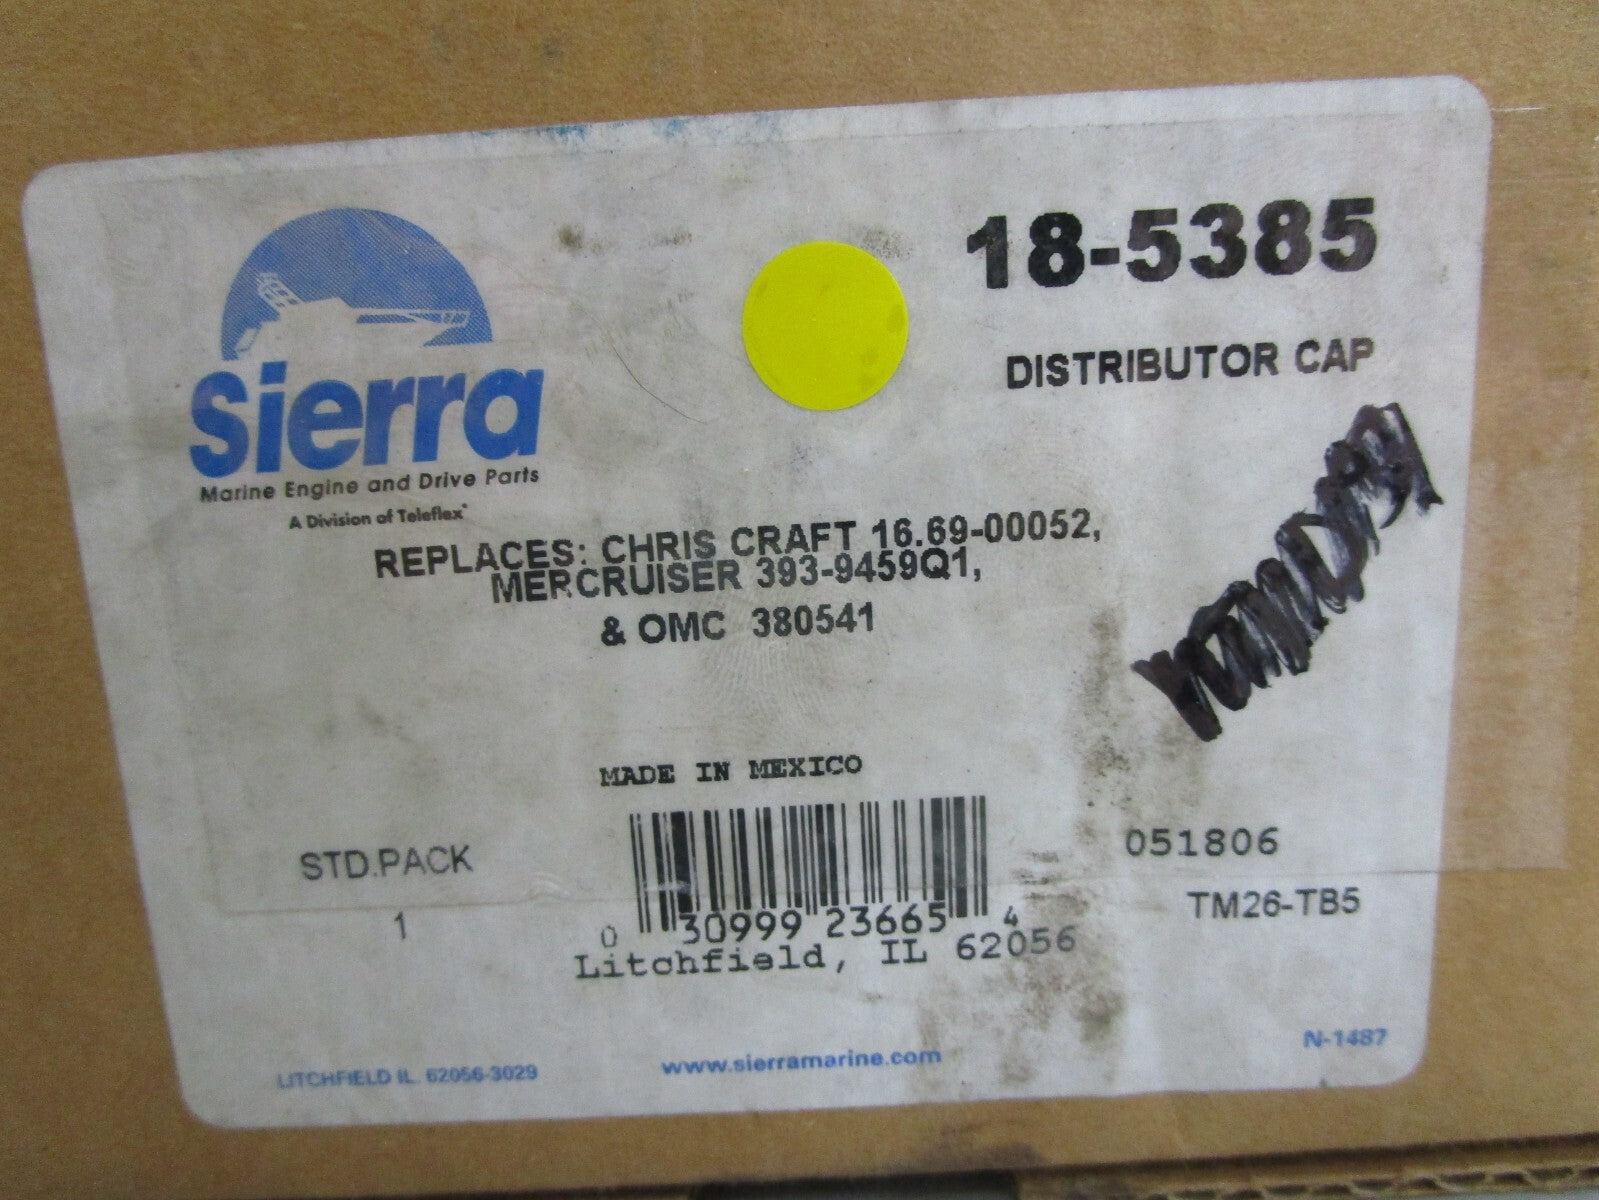 18-5385
DISTRIBUTOR CAP
Sierra
Marine Engine and Drive Parts
A Division of Teleflex®
REPLACES: CHRIS CRAFT 16.69-00052,
MERCRUISER 393-9459Q1,
& OMC 380541
MADE IN MEXICO
STD.PACK
1
0 30999 23665 4
Litchfield, IL 62056
051806
TM26-TB5
LITCHFIELD IL. 62056-3029
www.sierramarine.com
N-1487